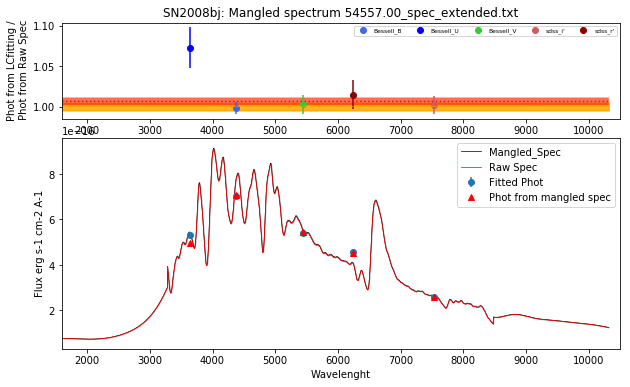 SN2008bj: Mangled spectrum 54557.00_spec_extended.txt
Phot from LCfitting /
Phot from Raw Spec
1.10
1.05
1.00
Bessell_B
Bessell_U
Bessell_V
sdss_i'
sdss_r'
2000 3000 4000 5000 6000 7000 8000 9000 10000
1e−16
Flux erg s-1 cm-2 A-1
8
6
4
2
Mangled_Spec
Raw Spec
Fitted Phot
Phot from mangled spec
2000 3000 4000 5000 6000 7000 8000 9000 10000
Wavelenght